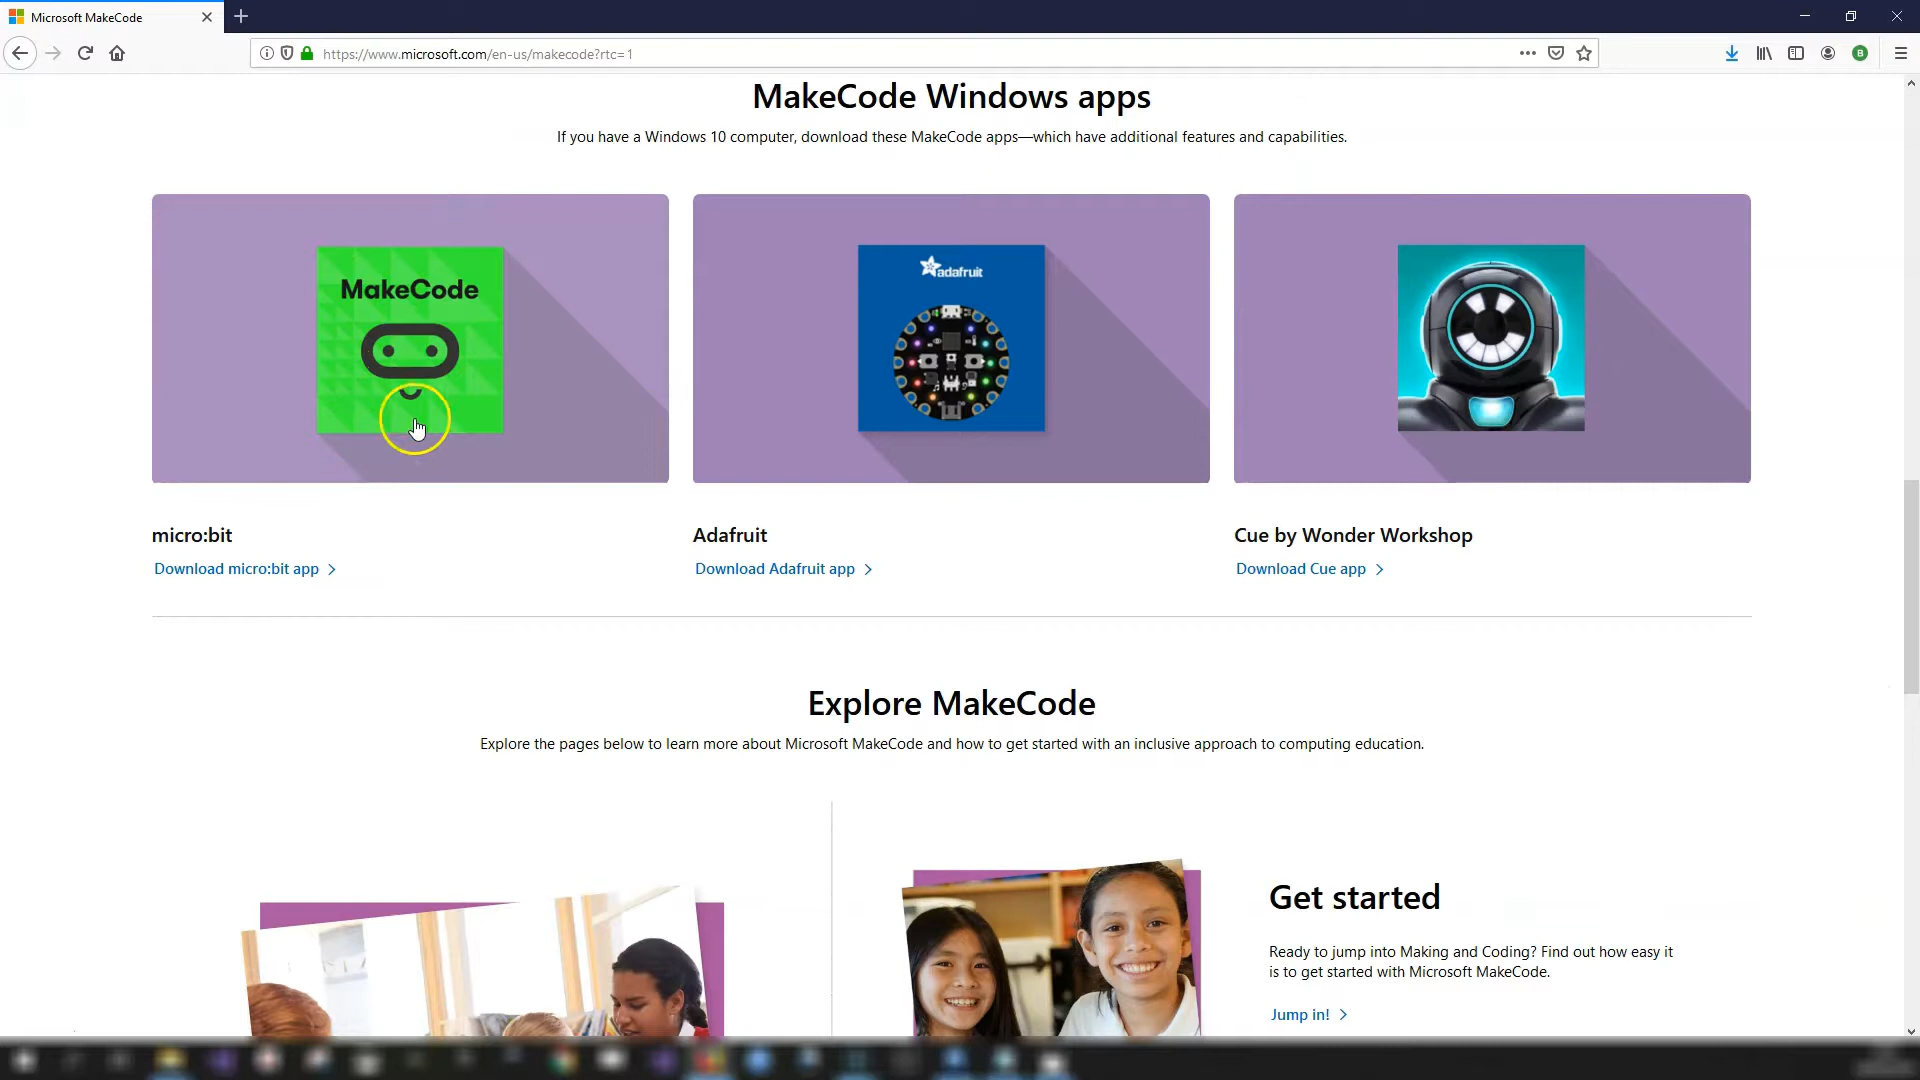 Microsoft MakeCode
https://www.microsoft.com/en-us/makecode?rtc=1
B
MakeCode Windows apps
If you have a Windows 10 computer, download these MakeCode apps—which have additional features and capabilities.
MakeCode
adafruit
micro:bit
Adafruit
Cue by Wonder Workshop
Download micro:bit app
Download Adafruit app
Download Cue app
Explore MakeCode
Explore the pages below to learn more about Microsoft MakeCode and how to get started with an inclusive approach to computing education.
Get started
Ready to jump into Making and Coding? Find out how easy it
is to get started with Microsoft MakeCode.
Jump in!